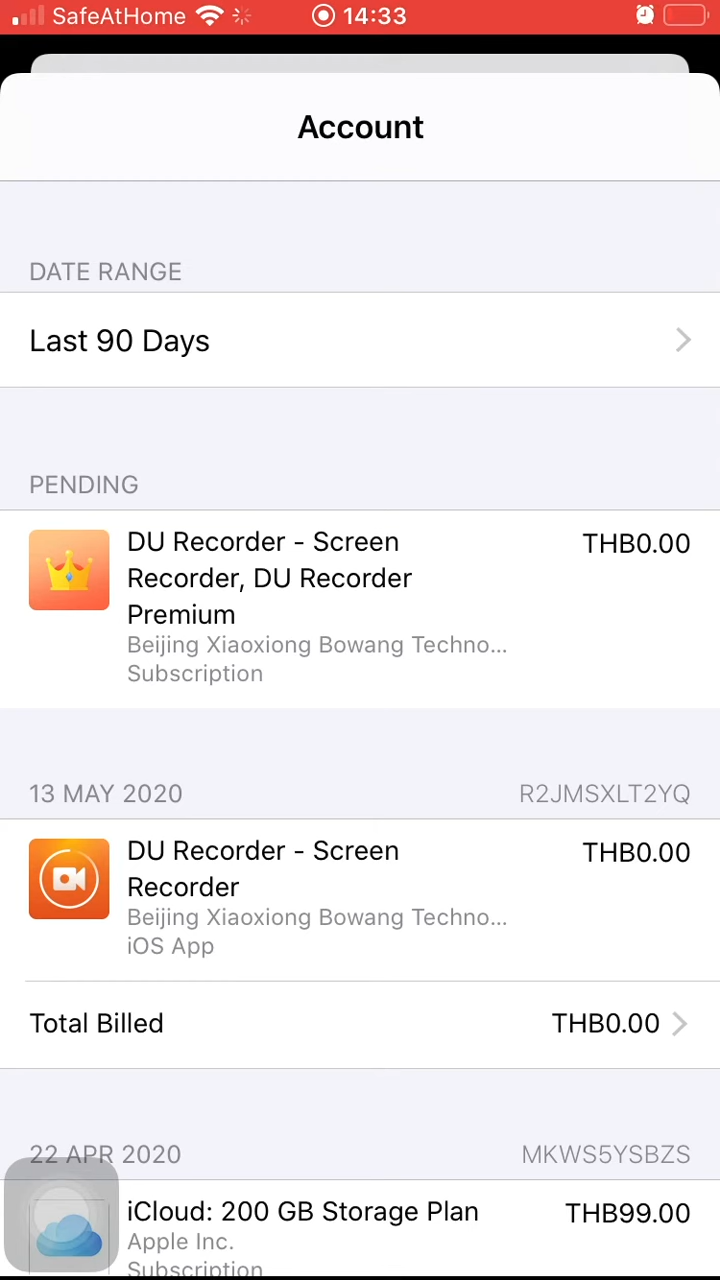 SafeAtHome 14:33
Account
DATE RANGE
Last 90 Days
PENDING
DU Recorder - Screen THB0.00
Recorder, DU Recorder
Premium
Beijing Xiaoxiong Bowang Techno...
Subscription
13 MAY 2020 R2JMSXLT2YQ
DU Recorder - Screen THB0.00
Recorder
Beijing Xiaoxiong Bowang Techno...
iOS App
Total Billed THB0.00
22 APR 2020 MKWS5YSBZS
iCloud: 200 GB Storage Plan THB99.00
Apple Inc.
Subscription